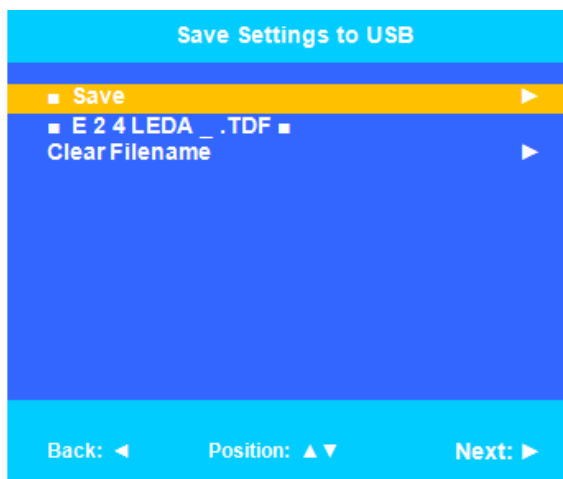 Save Settings to USB
■ Save ►
■ E 2 4 LEDA _ .TDF ■
Clear Filename ►
Back: ◄ Position: ▲▼ Next: ►